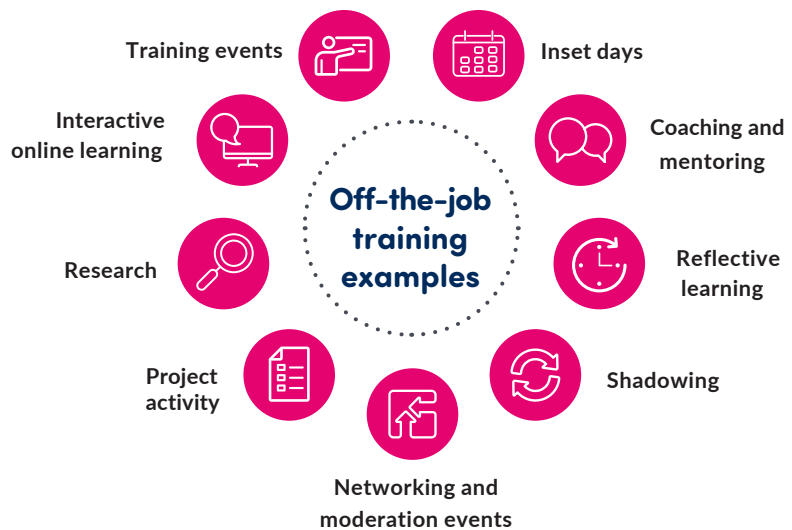 Training events
Inset days
Interactive
online learning
Coaching and
mentoring
Off-the-job
training
examples
Research
Reflective
learning
Project
activity
Shadowing
Networking and
moderation events